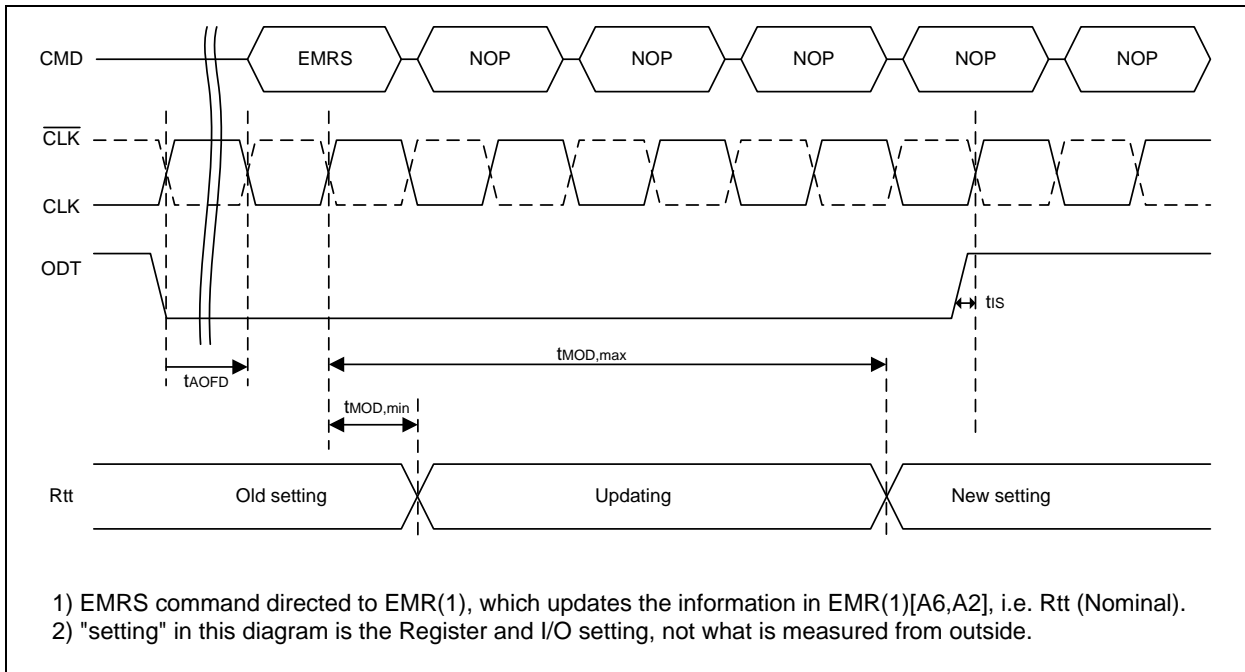 CMD
EMRS
NOP
NOP
NOP
NOP
NOP
CLK
CLK
ODT
tIS
tAOFD
tMOD,max
tMOD,min
Rtt
Old setting
Updating
New setting
1) EMRS command directed to EMR(1), which updates the information in EMR(1)[A6,A2], i.e. Rtt (Nominal).
2) "setting" in this diagram is the Register and I/O setting, not what is measured from outside.